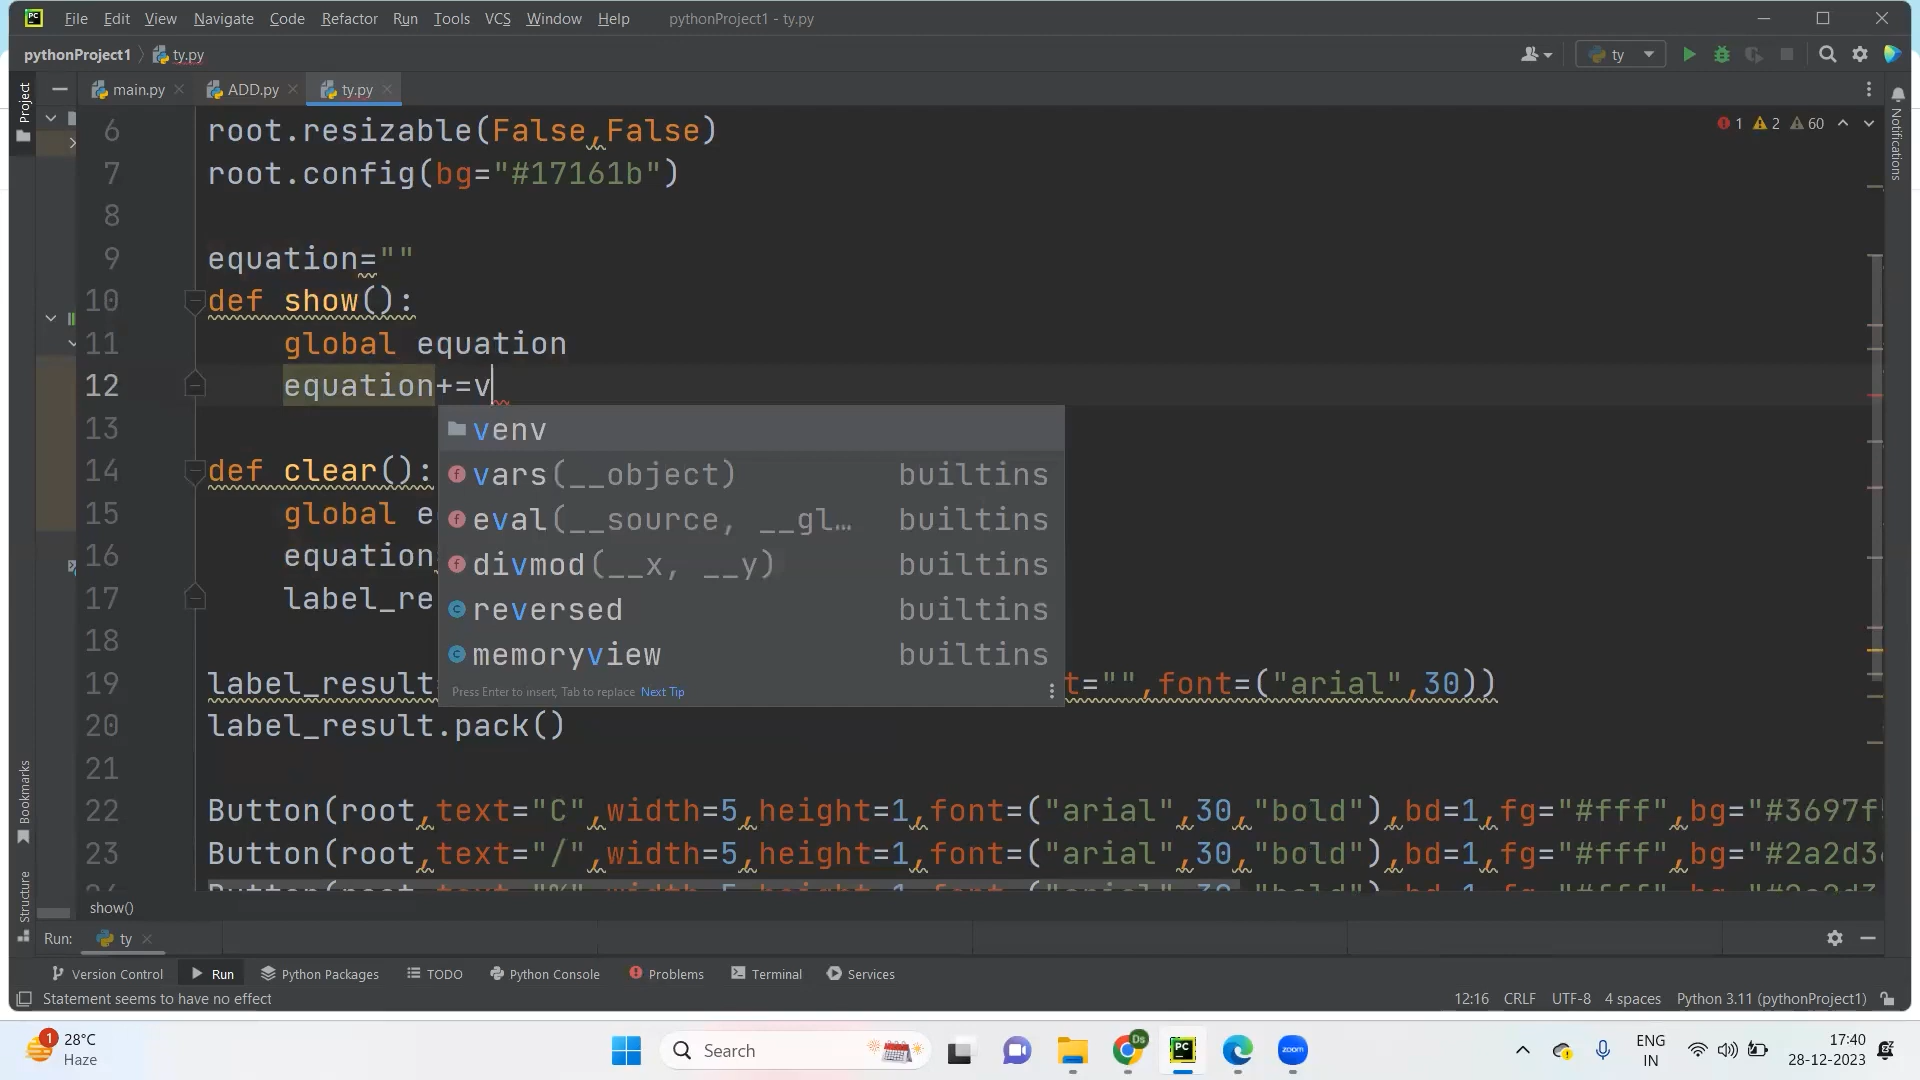 File Edit View Navigate Code Refactor Run Tools VCS Window Help pythonProject1 - ty.py
pythonProject1 ty.py ty
Project
main.py ADD.py ty.py
Notifications
1 2 60
6 root.resizable(False,False)
7 root.config(bg="#17161b")
8
9 equation=""
10 def show():
11 global equation
12 equation+=v
13
14 def clear():
15 global e
16 equation
17 label_re
18
19 label_result t="",font=("arial",30))
20 label_result.pack()
21
22 Button(root,text="C",width=5,height=1,font=("arial",30,"bold"),bd=1,fg="#fff",bg="#3697f
23 Button(root,text="/",width=5,height=1,font=("arial",30,"bold"),bd=1,fg="#fff",bg="#2a2d3
venv
vars(__object) builtins
eval(__source, __gl… builtins
divmod(__x, __y) builtins
reversed builtins
memoryview builtins
Press Enter to insert, Tab to replace Next Tip
Bookmarks
Structure
show()
Run: ty
Version Control Run Python Packages TODO Python Console Problems Terminal Services
Statement seems to have no effect 12:16 CRLF UTF-8 4 spaces Python 3.11 (pythonProject1)
1 28°C
Haze
Search
Ds
PC
zoom
ENG
IN
17:40
28-12-2023